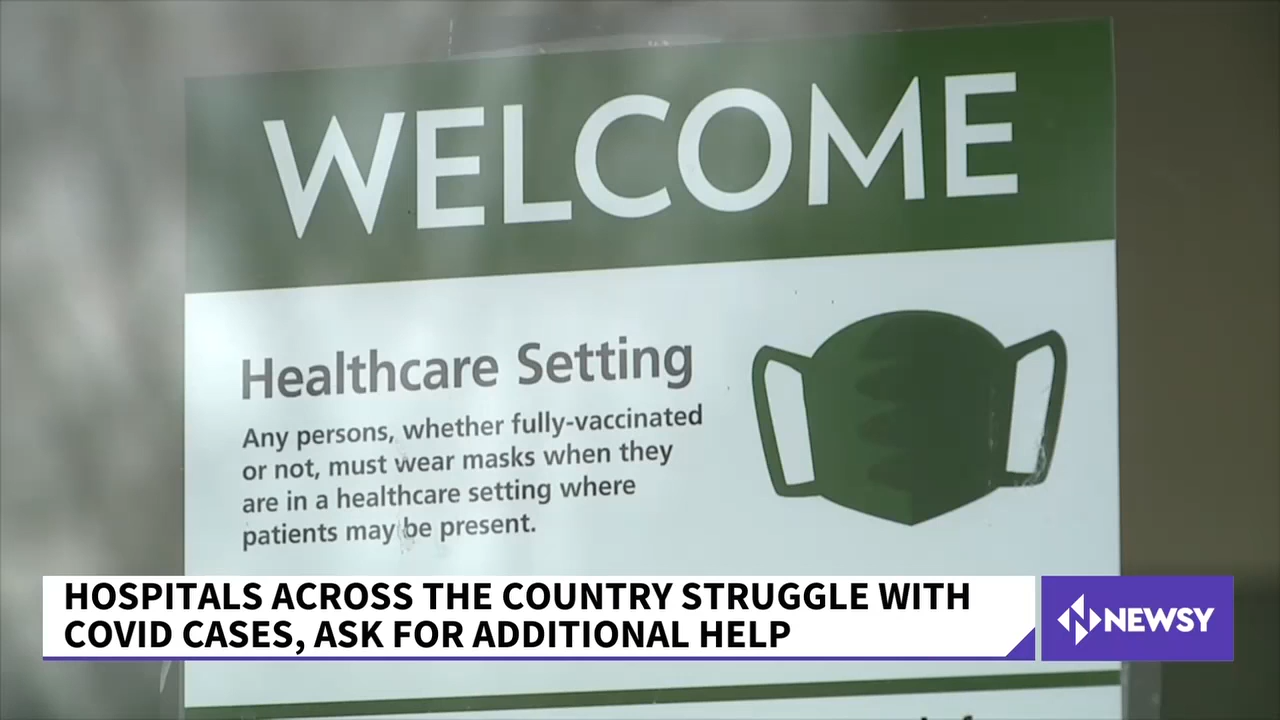 WELCOME
Healthcare Setting
Any persons, whether fully-vaccinated
or not, must wear masks when they
are in a healthcare setting where
patients may be present.
HOSPITALS ACROSS THE COUNTRY STRUGGLE WITH
COVID CASES, ASK FOR ADDITIONAL HELP
NEWSY